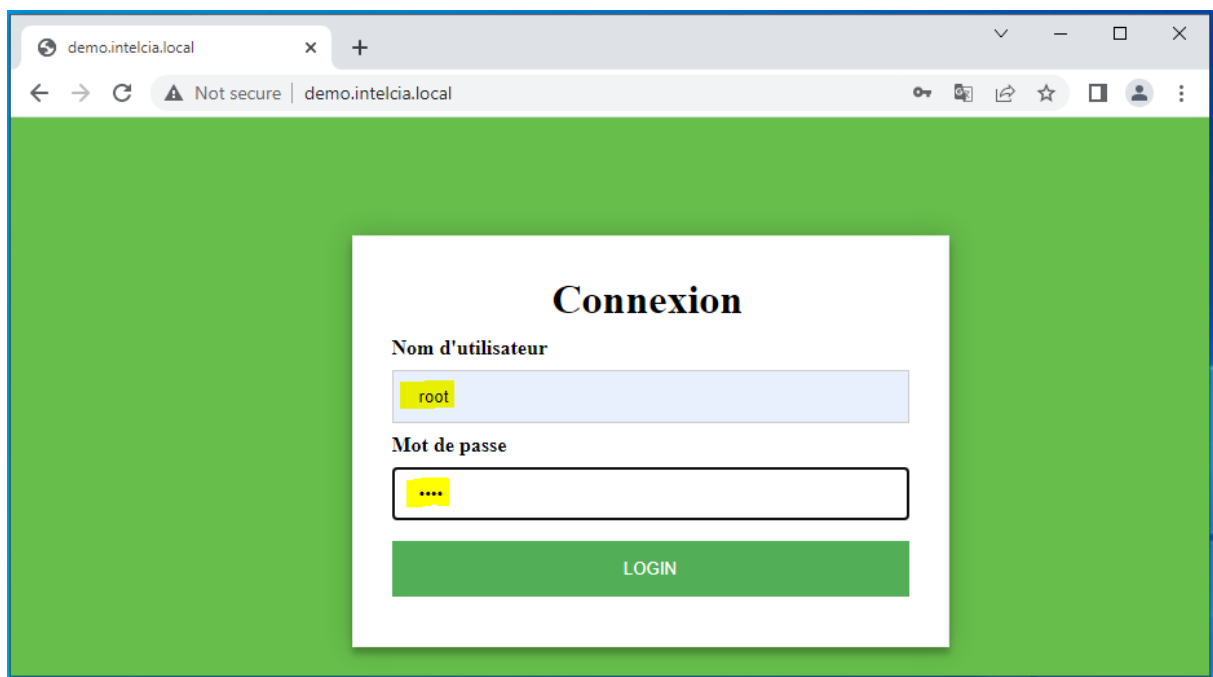 demo.intelcia.local
Not secure | demo.intelcia.local
Connexion
Nom d'utilisateur
root
Mot de passe
••••
LOGIN